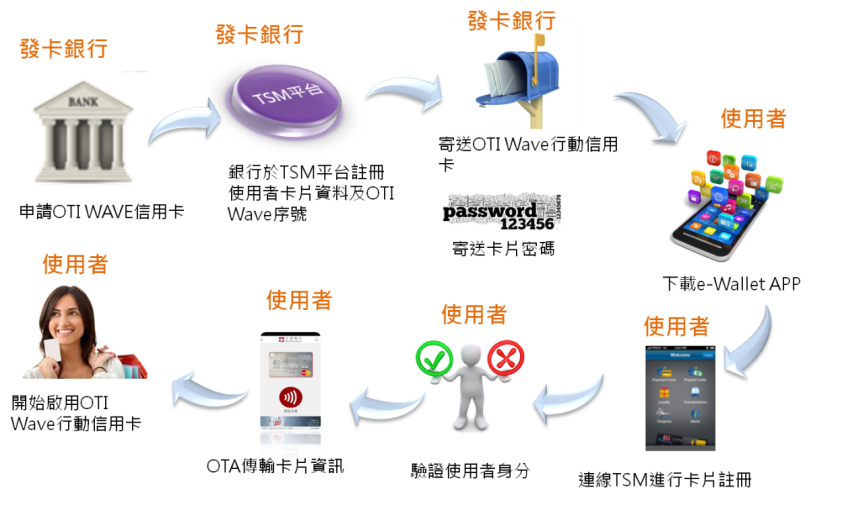 發卡銀行
BANK
申請OTI WAVE信用卡
發卡銀行
TSM平台
銀行於TSM平台註冊
使用者卡片資料及OTI
Wave序號
發卡銀行
寄送OTI Wave行動信用
卡
password
123456
12345678
寄送卡片密碼
使用者
下載e-Wallet APP
使用者
Welcome
連線TSM進行卡片註冊
使用者
驗證使用者身分
使用者
OTA傳輸卡片資訊
使用者
開始啟用OTI
Wave行動信用卡